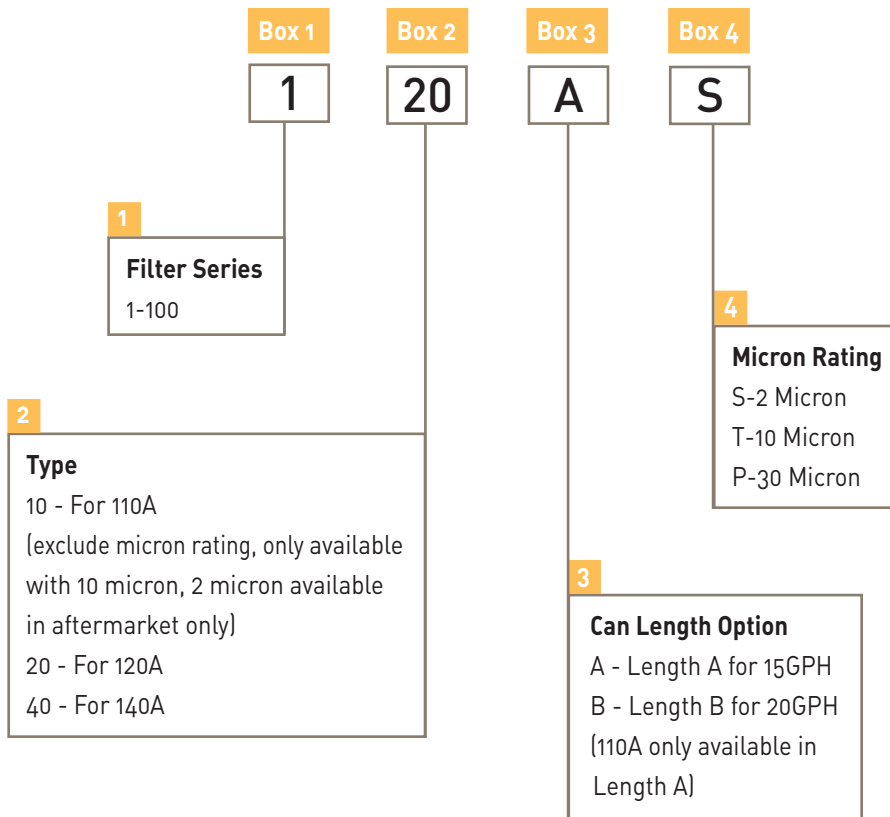 Box 1 Box 2 Box 3 Box 4
1 20 A S
1
Filter Series
1-100
4
Micron Rating
S-2 Micron
T-10 Micron
P-30 Micron
2
Type
10 - For 110A
(exclude micron rating, only available
with 10 micron, 2 micron available
in aftermarket only)
20 - For 120A
40 - For 140A
3
Can Length Option
A - Length A for 15GPH
B - Length B for 20GPH
(110A only available in
Length A)